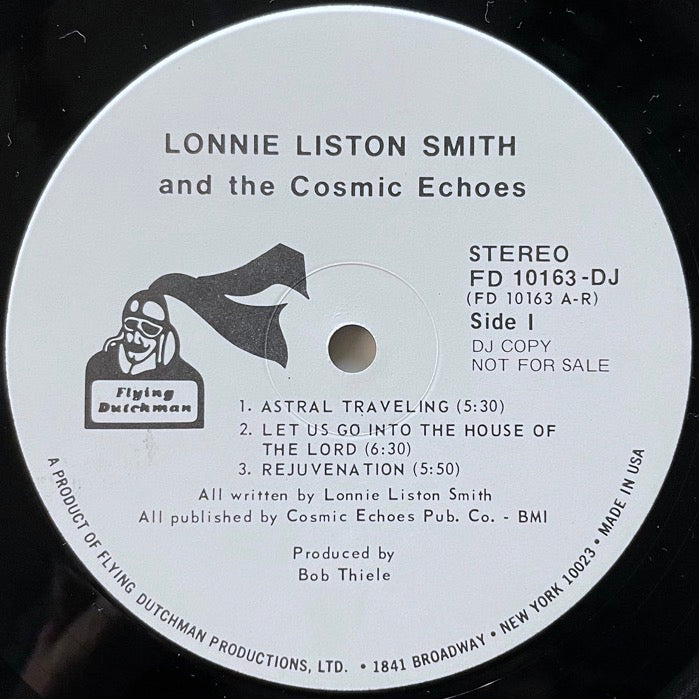 LONNIE LISTON SMITH
and the Cosmic Echoes
STEREO
FD 10163-DJ
(FD 10163 A-R)
Side 1
DJ COPY
NOT FOR SALE
Flying
Dutchman
1. ASTRAL TRAVELING (5:30)
2. LET US GO INTO THE HOUSE OF
THE LORD (6:30)
3. REJUVENATION (5:50)
All written by Lonnie Liston Smith
All published by Cosmic Echoes Pub. Co. - BMI
Produced by
Bob Thiele
A PRODUCT OF FLYING DUTCHMAN PRODUCTIONS, LTD. • 1841 BROADWAY • NEW YORK 10023 • MADE IN USA